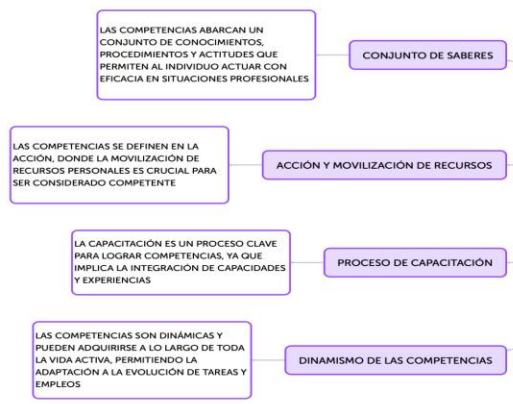 LAS COMPETENCIAS ABARCAN UN
CONJUNTO DE CONOCIMIENTOS,
PROCEDIMIENTOS Y ACTITUDES QUE
PERMITEN AL INDIVIDUO ACTUAR CON
EFICACIA EN SITUACIONES PROFESIONALES
CONJUNTO DE SABERES
LAS COMPETENCIAS SE DEFINEN EN LA
ACCIÓN, DONDE LA MOVILIZACIÓN DE
RECURSOS PERSONALES ES CRUCIAL PARA
SER CONSIDERADO COMPETENTE
ACCIÓN Y MOVILIZACIÓN DE RECURSOS
LA CAPACITACIÓN ES UN PROCESO CLAVE
PARA LOGRAR COMPETENCIAS, YA QUE
IMPLICA LA INTEGRACIÓN DE CAPACIDADES
Y EXPERIENCIAS
PROCESO DE CAPACITACIÓN
LAS COMPETENCIAS SON DINÁMICAS Y
PUEDEN ADQUIRIRSE A LO LARGO DE TODA
LA VIDA ACTIVA, PERMITIENDO LA
ADAPTACIÓN A LA EVOLUCIÓN DE TAREAS Y
EMPLEOS
DINAMISMO DE LAS COMPETENCIAS